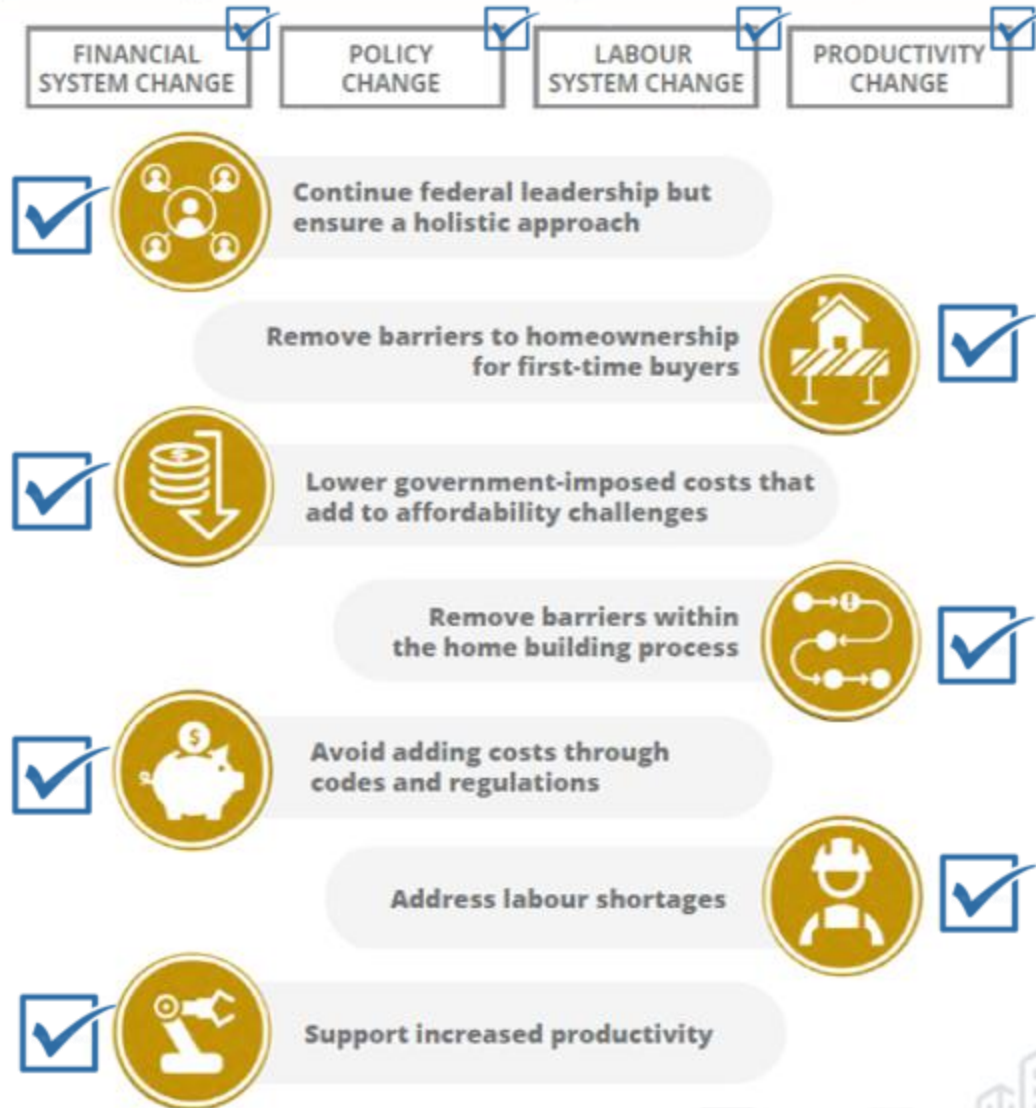 FINANCIAL
SYSTEM CHANGE
POLICY
CHANGE
LABOUR
SYSTEM CHANGE
PRODUCTIVITY
CHANGE
Continue federal leadership but
ensure a holistic approach
Remove barriers to homeownership
for first-time buyers
Lower government-imposed costs that
add to affordability challenges
Remove barriers within
the home building process
Avoid adding costs through
codes and regulations
Address labour shortages
Support increased productivity